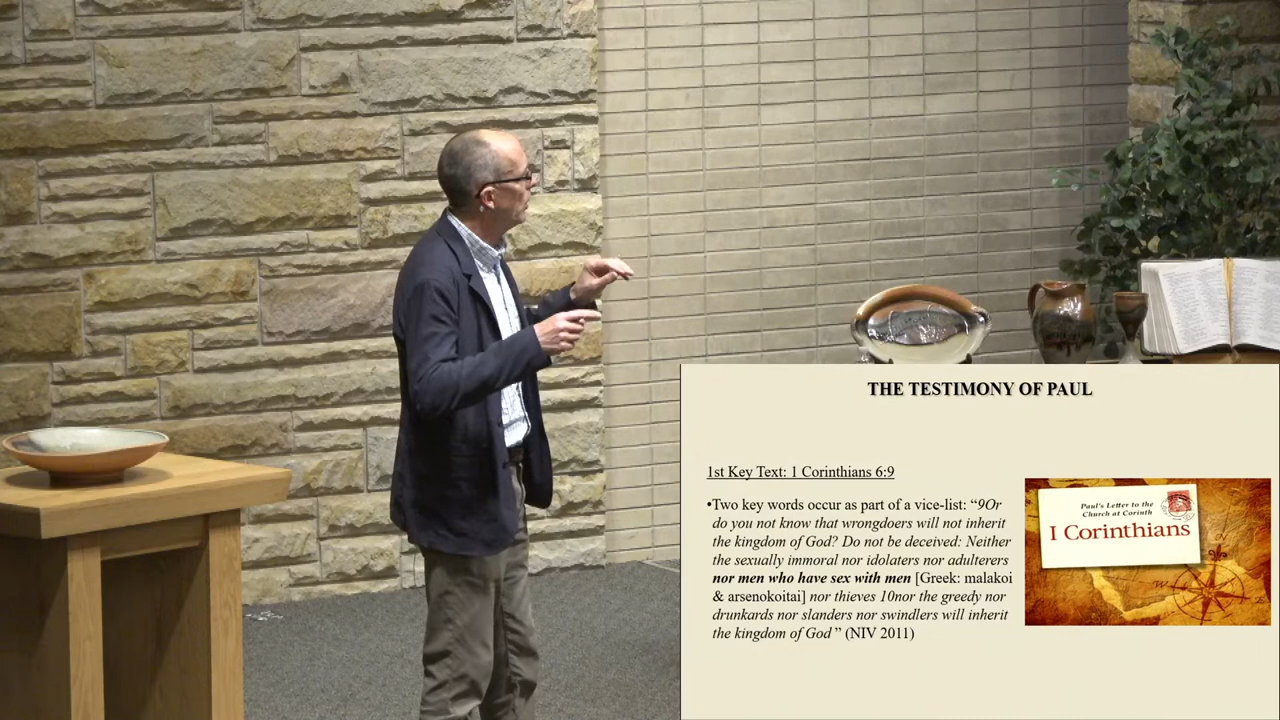 THE TESTIMONY OF PAUL
1st Key Text: 1 Corinthians 6:9
•Two key words occur as part of a vice-list: “9Or
do you not know that wrongdoers will not inherit
the kingdom of God? Do not be deceived: Neither
the sexually immoral nor idolaters nor adulterers
nor men who have sex with men [Greek: malakoi
& arsenokoitai] nor thieves 10nor the greedy nor
drunkards nor slanders nor swindlers will inherit
the kingdom of God ” (NIV 2011)
Paul's Letter to the
Church at Corinth
I Corinthians